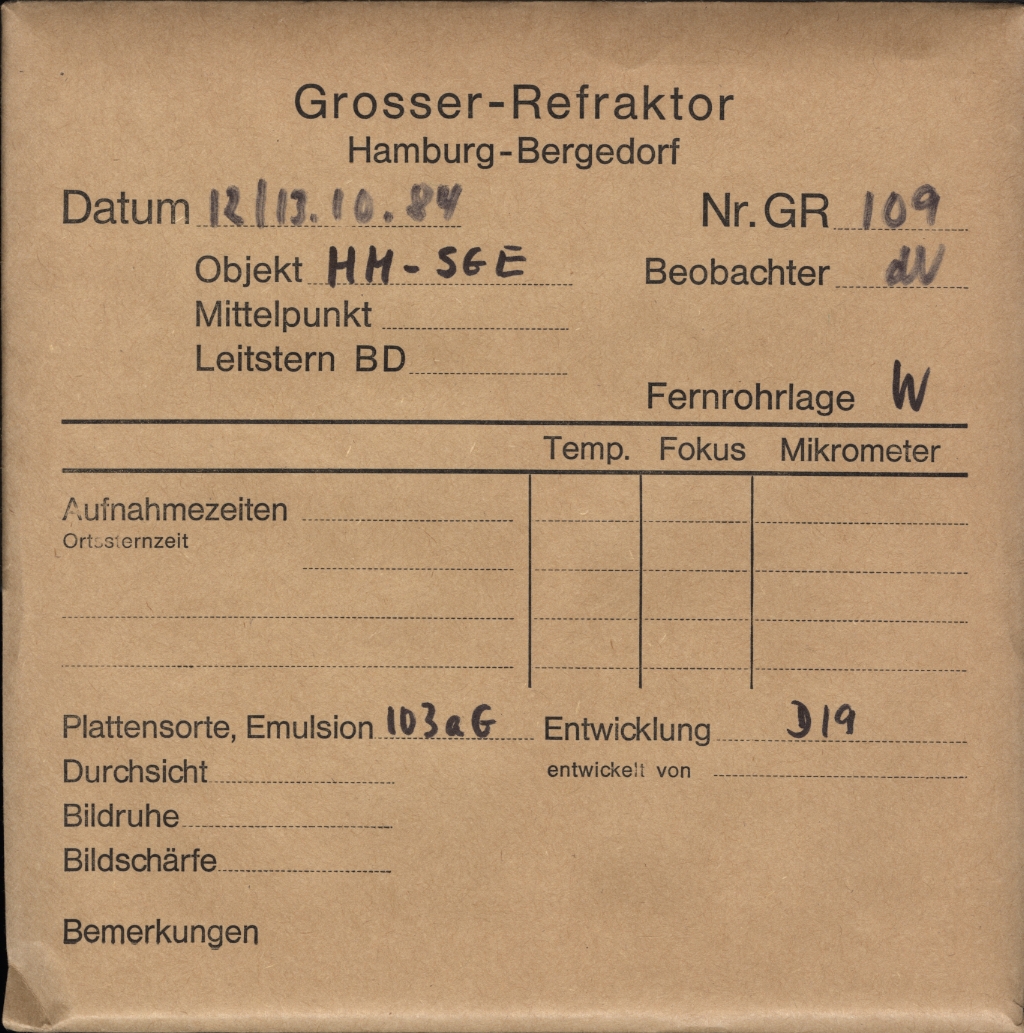 Grosser-Refraktor
Hamburg-Bergedorf
Datum 12/13.10.84 Nr. GR 109
Objekt HM-SGE Beobachter dV
Mittelpunkt
Leitstern BD
Fernrohrlage W
Temp. Fokus Mikrometer
Aufnahmezeiten
Ortssternzeit
Plattensorte, Emulsion 103aG Entwicklung D19
Durchsicht entwickelt von
Bildruhe
Bildschärfe
Bemerkungen